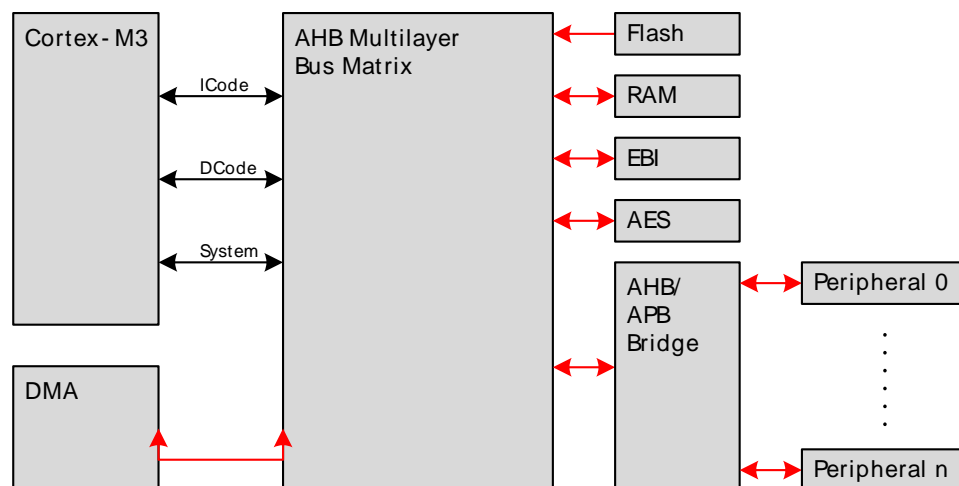 Cortex-M3
AHB Multilayer
Bus Matrix
Flash
ICode
RAM
EBI
DCode
AES
System
AHB/
APB
Bridge
Peripheral 0
DMA
Peripheral n